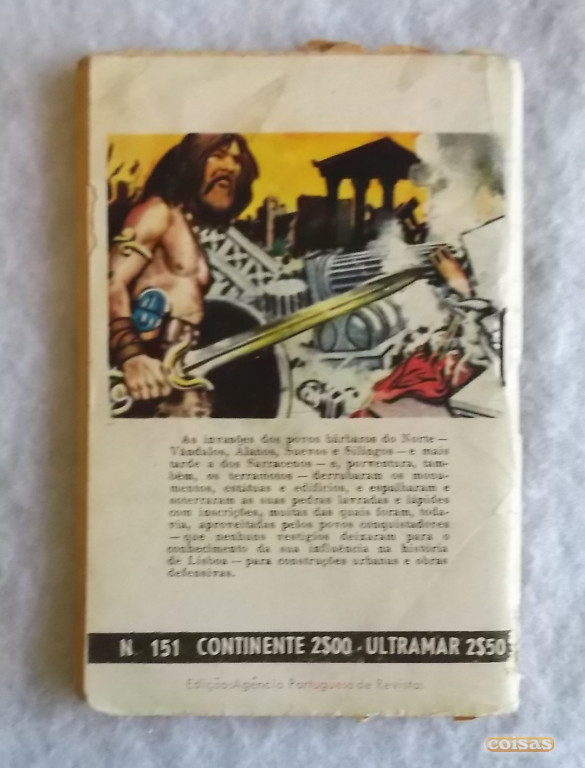 As invasões dos povos bárbaros do Norte —
Vândalos, Alanos, Suevos e Silingos — e mais
tarde a dos Sarracenos — e, porventura, tam-
bém, os terramotos — derrubaram os monu-
mentos, estátuas e edifícios, e espalharam e
soterraram as suas pedras lavradas e lápides
com inscrições, muitas das quais foram, toda-
via, aproveitadas pelos povos conquistadores
— que nenhuns vestígios deixaram para o
conhecimento da sua influência na história
de Lisboa — para construções urbanas e obras
defensivas.
N. 151 CONTINENTE 2$00 - ULTRAMAR 2$50
Edição: Agência Portuguesa de Revistas
coisas